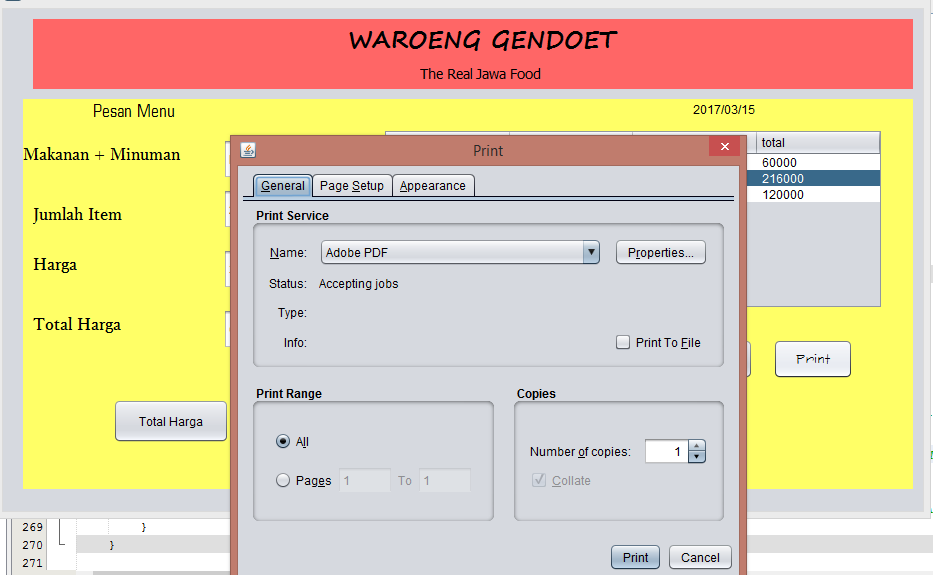 WAROENG GENDOET
The Real Jawa Food
Pesan Menu
2017/03/15
Makanan + Minuman
Jumlah Item
Harga
Total Harga
Total Harga
total
60000
216000
120000
Print
Print
General Page Setup Appearance
Print Service
Name: Adobe PDF Properties...
Status: Accepting jobs
Type:
Info: Print To File
Print Range
All
Pages 1 To 1
Copies
Number of copies: 1
Collate
Print Cancel
269 }
270 }
271